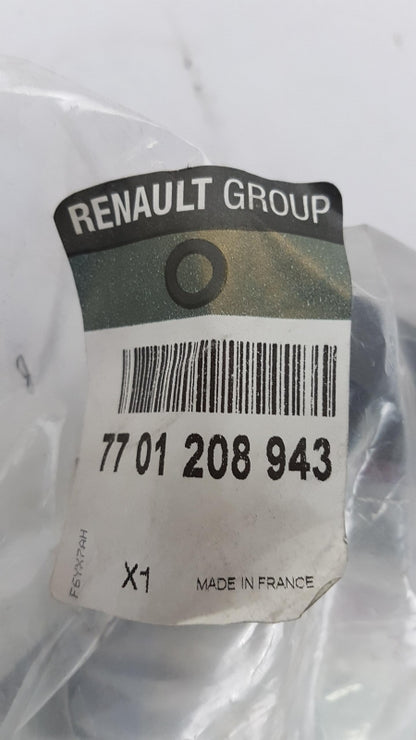 RENAULT GROUP
77 01 208 943
F6YX7AH
X1
MADE IN FRANCE